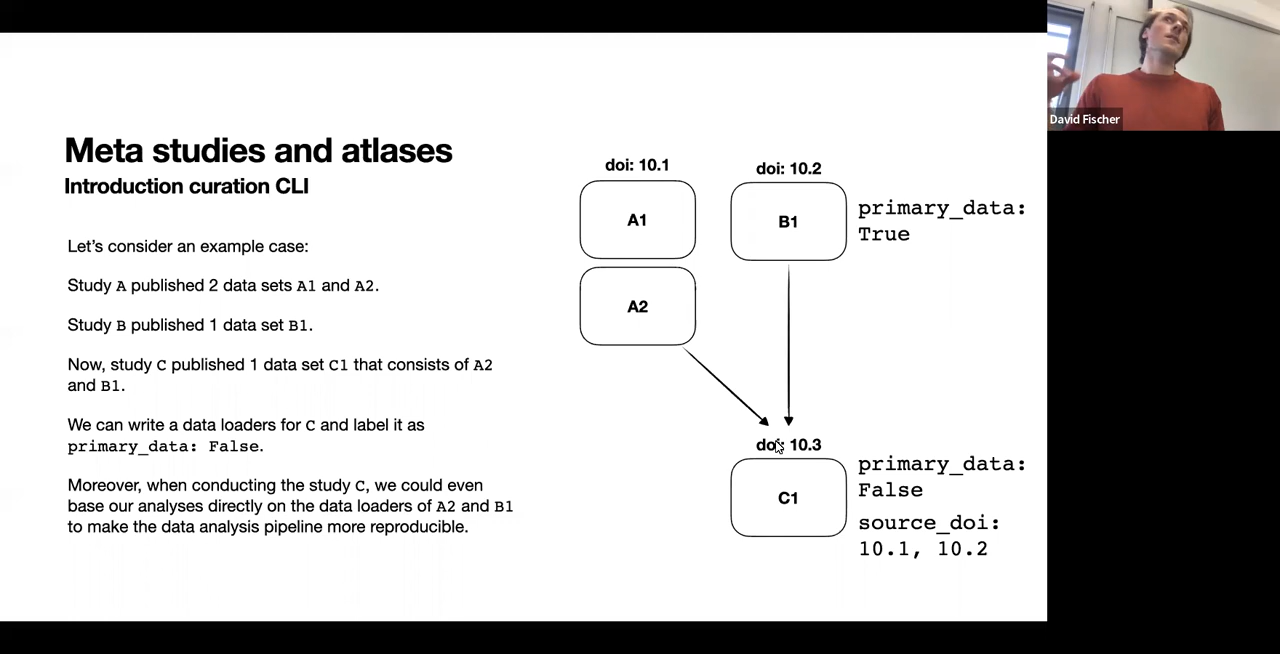 Meta studies and atlases
Introduction curation CLI
Let's consider an example case:
Study A published 2 data sets A1 and A2.
Study B published 1 data set B1.
Now, study C published 1 data set C1 that consists of A2
and B1.
We can write a data loaders for C and label it as
primary_data: False.
Moreover, when conducting the study C, we could even
base our analyses directly on the data loaders of A2 and B1
to make the data analysis pipeline more reproducible.
doi: 10.1
A1
A2
doi: 10.2
B1
primary_data:
True
doi: 10.3
C1
primary_data:
False
source_doi:
10.1, 10.2
David Fischer